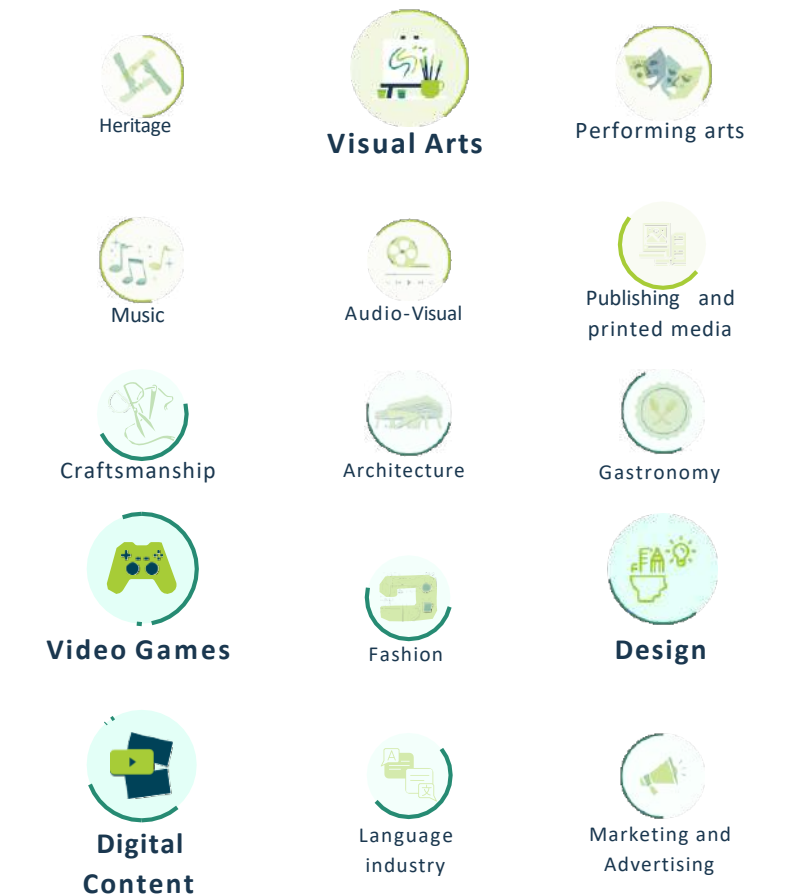 Heritage
Visual Arts
Performing arts
Music
Audio-Visual
Publishing and
printed media
Craftsmanship
Architecture
Gastronomy
Video Games
Fashion
Design
A
文
Digital
Content
Language
industry
Marketing and
Advertising